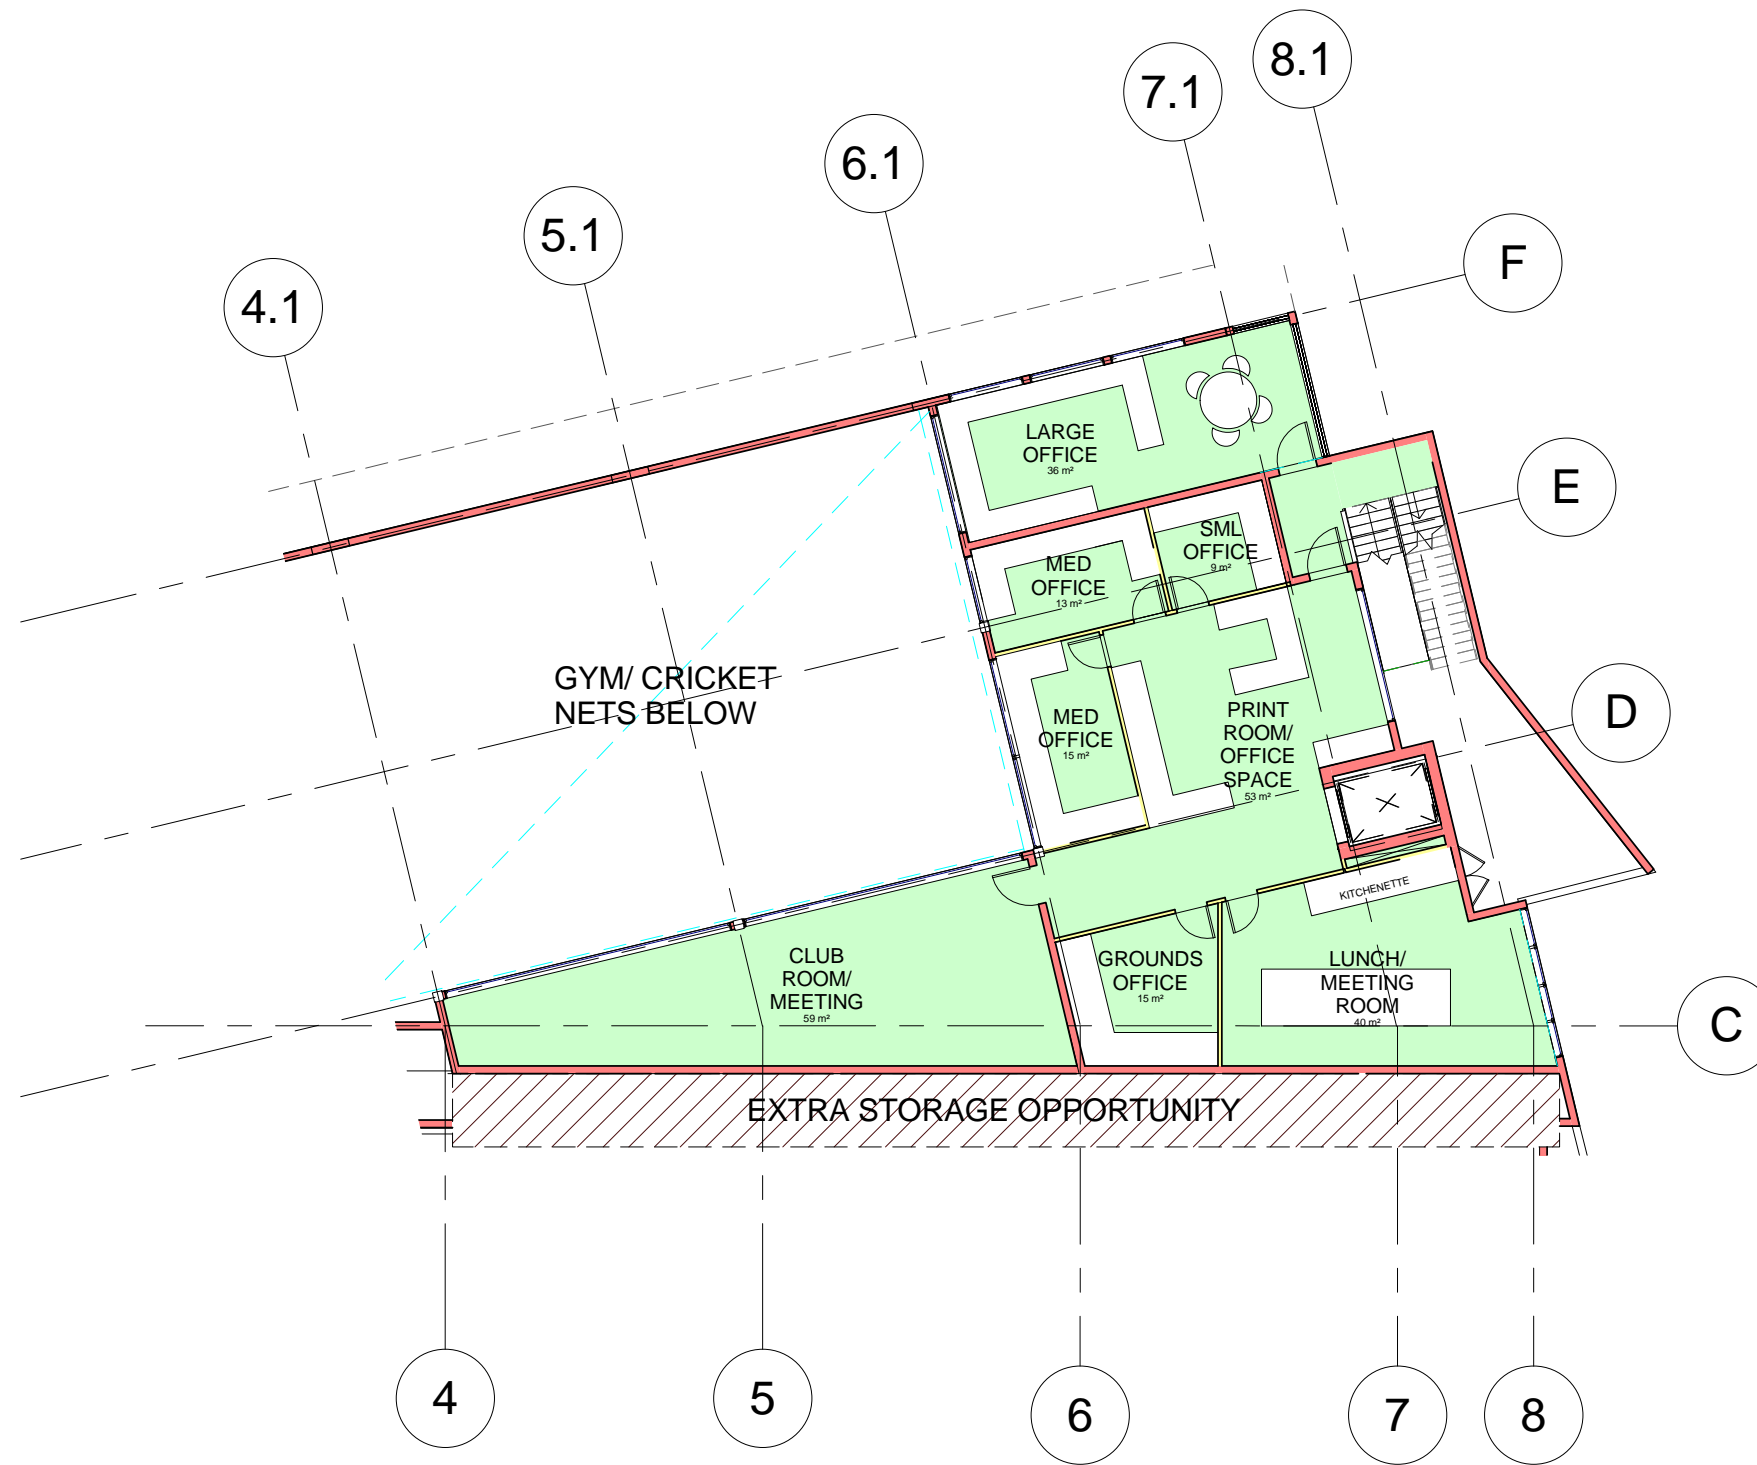 8.1
7.1
6.1
5.1
4.1
F
E
D
C
LARGE
OFFICE
36 m²
SML
OFFICE
9 m²
MED
OFFICE
13 m²
GYM/ CRICKET
NETS BELOW
MED
OFFICE
15 m²
PRINT
ROOM/
OFFICE
SPACE
53 m²
KITCHENETTE
CLUB
ROOM/
MEETING
59 m²
GROUNDS
OFFICE
15 m²
LUNCH/
MEETING
ROOM
40 m²
EXTRA STORAGE OPPORTUNITY
4
5
6
7
8